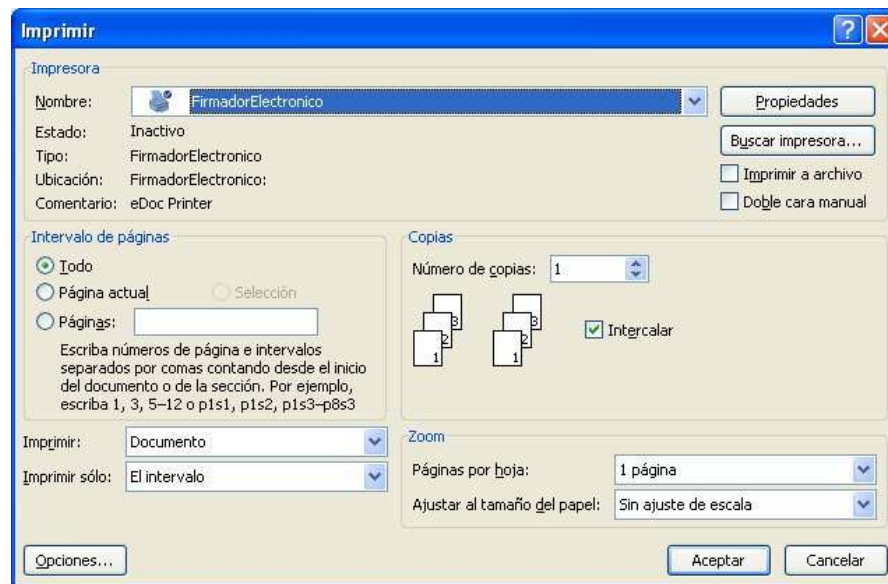 Imprimir
Impresora
Nombre: FirmadorElectronico Propiedades
Estado: Inactivo
Buscar impresora...
Tipo: FirmadorElectronico
Ubicación: FirmadorElectronico: Imprimir a archivo
Comentario: eDoc Printer Doble cara manual
Intervalo de páginas
Todo
Página actual Selección
Páginas:
Escriba números de página e intervalos
separados por comas contando desde el inicio
del documento o de la sección. Por ejemplo,
escriba 1, 3, 5–12 o p1s1, p1s2, p1s3–p8s3
Copias
Número de copias: 1
3 3
2 2
1 1
Intercalar
Imprimir: Documento
Imprimir sólo: El intervalo
Zoom
Páginas por hoja: 1 página
Ajustar al tamaño del papel: Sin ajuste de escala
Opciones... Aceptar Cancelar